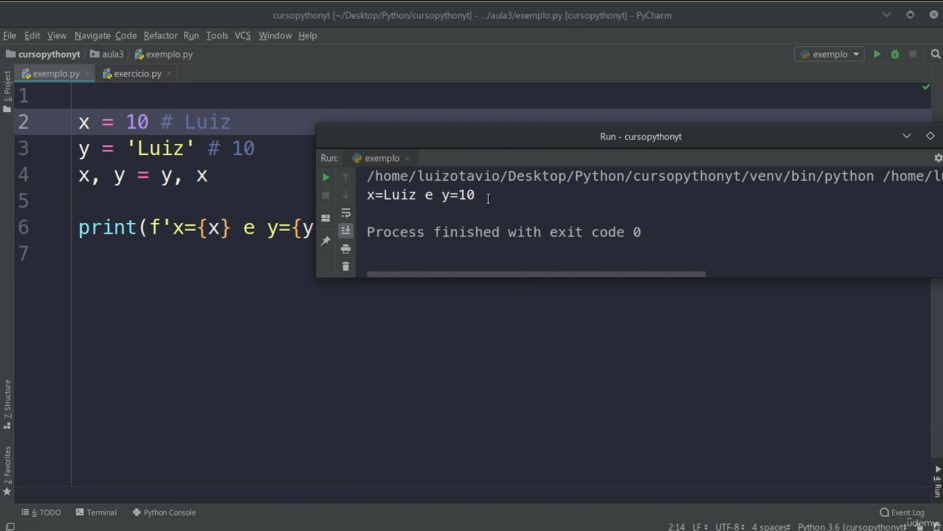 cursopythonyt [~/Desktop/Python/cursopythonyt] - .../aula3/exemplo.py [cursopythonyt] - PyCharm
File Edit View Navigate Code Refactor Run Tools VCS Window Help
cursopythonyt aula3 exemplo.py exemplo
1: Project
exemplo.py exercicio.py
1
2 x = 10 # Luiz
3 y = 'Luiz' # 10
4 x, y = y, x
5
6 print(f'x={x} e y={y
7
Run - cursopythonyt
Run: exemplo
/home/luizotavio/Desktop/Python/cursopythonyt/venv/bin/python /home/l
x=Luiz e y=10
Process finished with exit code 0
7: Structure
2: Favorites
4: Run
6: TODO Terminal Python Console Event Log
2:14 LF UTF-8 4 spaces Python 3.6 (cursopythonyt)
Udemy